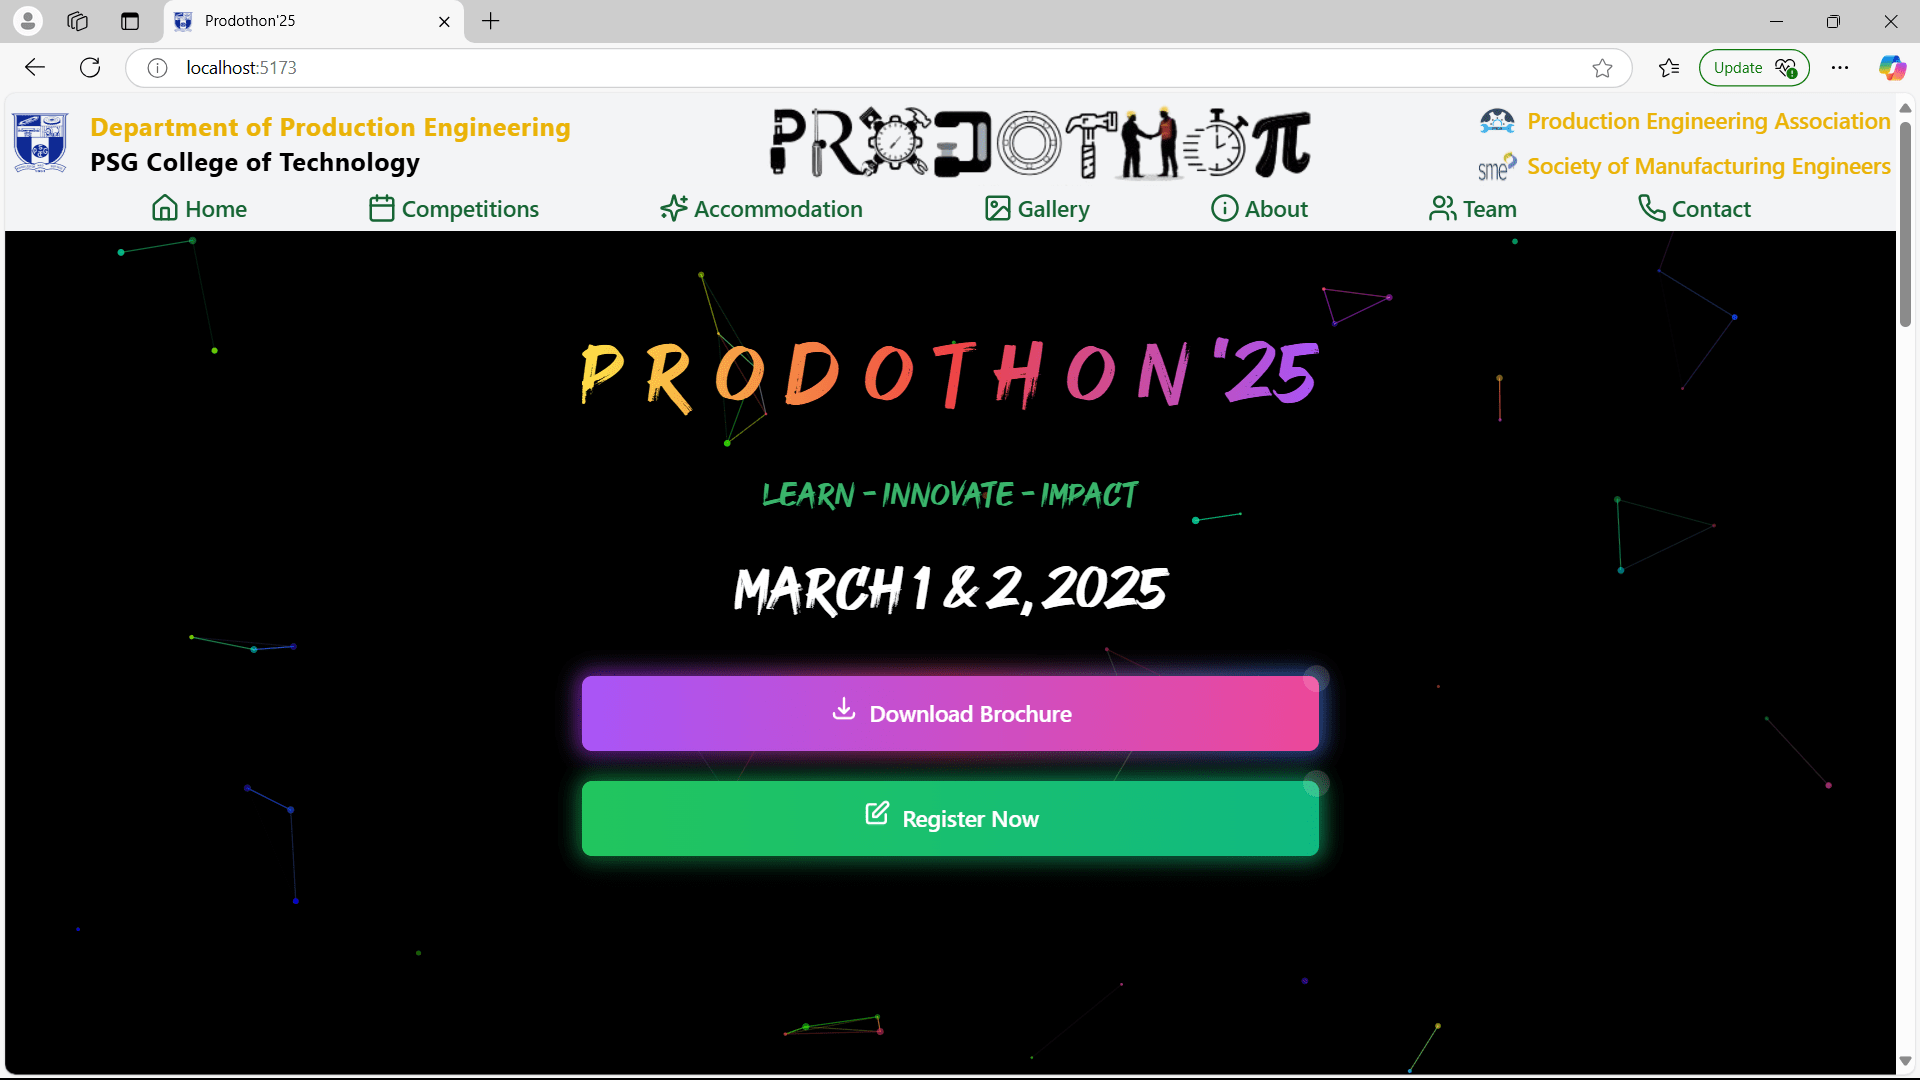 Prodothon'25
localhost:5173
Update
Department of Production Engineering
PSG College of Technology
PRODOTHON
Production Engineering Association
sme Society of Manufacturing Engineers
Home Competitions Accommodation Gallery About Team Contact
PRODOTHON'25
LEARN - INNOVATE - IMPACT
MARCH 1 & 2, 2025
Download Brochure
Register Now